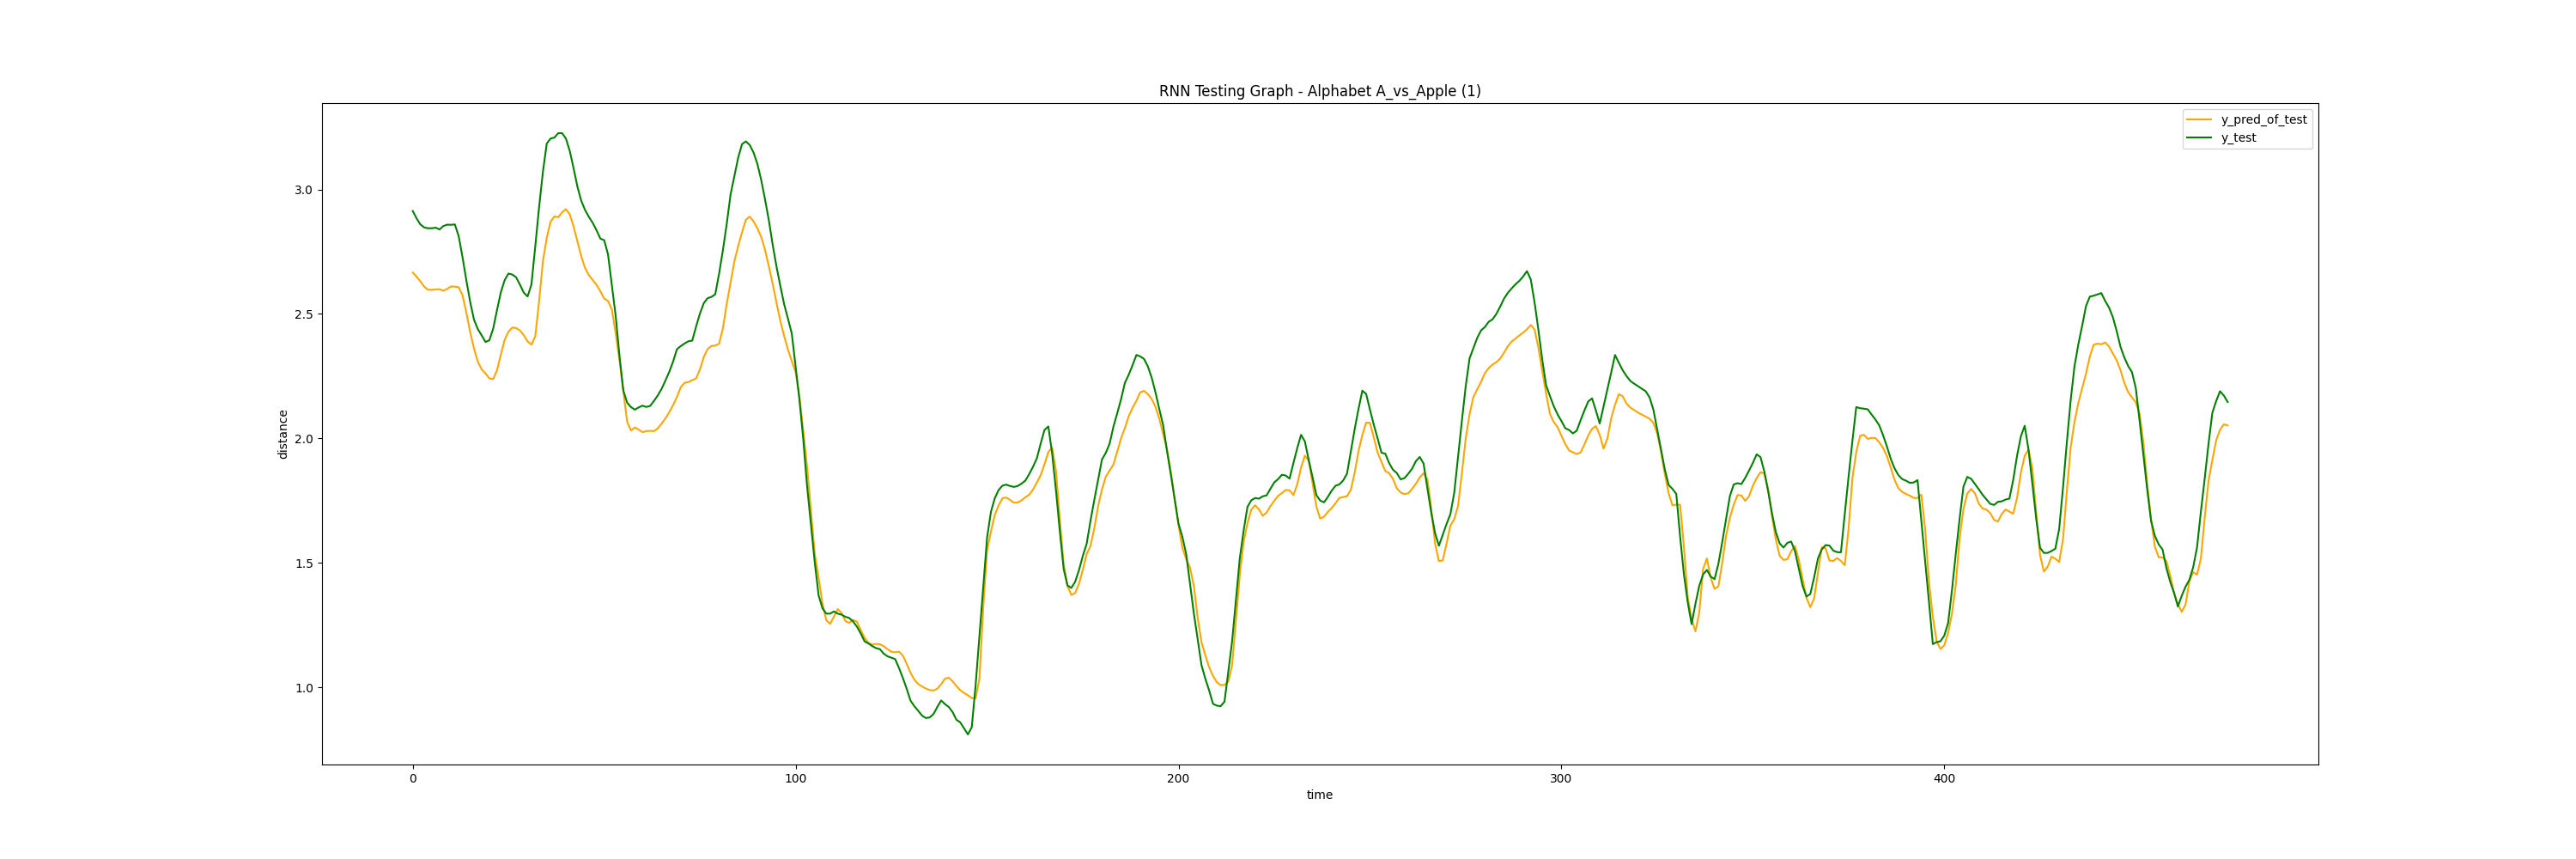 RNN Testing Graph - Alphabet A_vs_Apple (1)
y_pred_of_test
y_test
distance
3.0
2.5
2.0
1.5
1.0
0 100 200 300 400
time